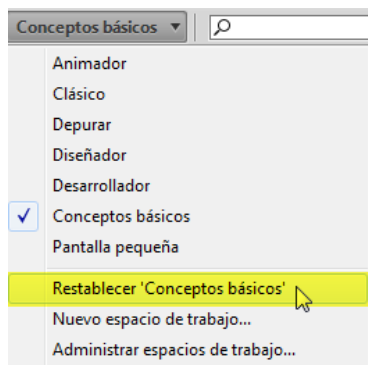 Conceptos básicos
Animador
Clásico
Depurar
Diseñador
Desarrollador
Conceptos básicos
Pantalla pequeña
Restablecer 'Conceptos básicos'
Nuevo espacio de trabajo...
Administrar espacios de trabajo...